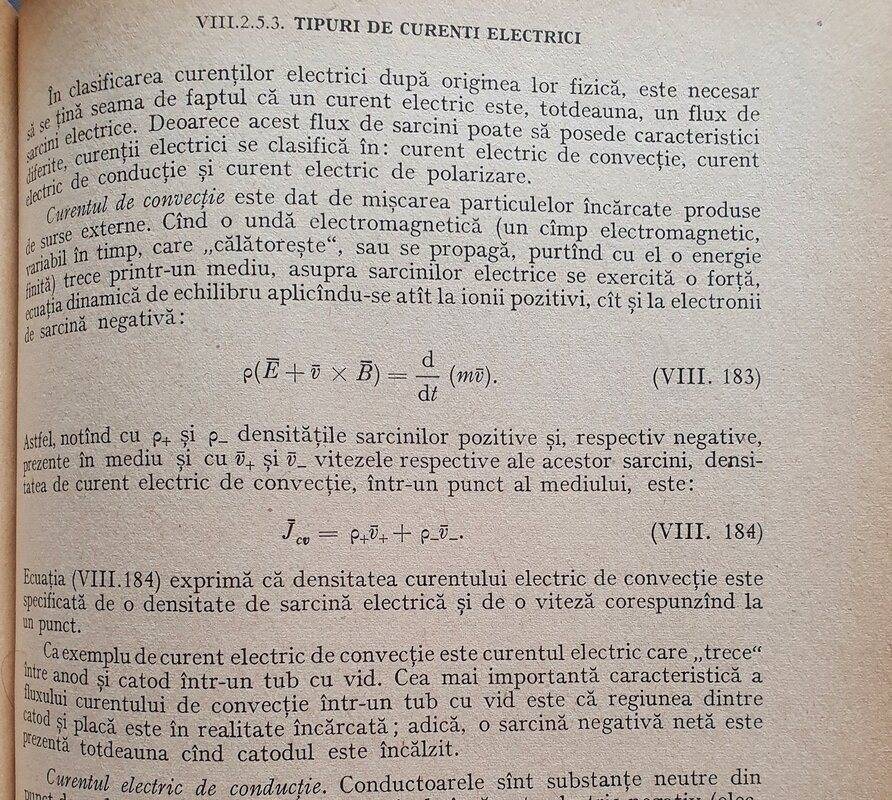 VIII.2.5.3. TIPURI DE CURENTI ELECTRICI
În clasificarea curenților electrici după originea lor fizică, este necesar
să se țină seama de faptul că un curent electric este, totdeauna, un flux de
sarcini electrice. Deoarece acest flux de sarcini poate să posede caracteristici
diferite, curenții electrici se clasifică în: curent electric de convecție, curent
electric de conducție și curent electric de polarizare.
Curentul de convecție este dat de mișcarea particulelor încărcate produse
de surse externe. Cînd o undă electromagnetică (un cîmp electromagnetic,
variabil în timp, care „călătorește“, sau se propagă, purtînd cu el o energie
finită) trece printr-un mediu, asupra sarcinilor electrice se exercită o forță,
ecuația dinamică de echilibru aplicîndu-se atît la ionii pozitivi, cît și la electronii
de sarcină negativă:
ρ(E̅ + v̅ × B̅) = d/dt (mv̅). (VIII. 183)
Astfel, notînd cu ρ₊ și ρ₋ densitățile sarcinilor pozitive și, respectiv negative,
prezente în mediu și cu v̅₊ și v̅₋ vitezele respective ale acestor sarcini, densi-
tatea de curent electric de convecție, într-un punct al mediului, este:
J̅cv = ρ₊v̅₊ + ρ₋v̅₋. (VIII. 184)
Ecuația (VIII.184) exprimă că densitatea curentului electric de convecție este
specificată de o densitate de sarcină electrică și de o viteză corespunzînd la
un punct.
Ca exemplu de curent electric de convecție este curentul electric care „trece“
între anod și catod într-un tub cu vid. Cea mai importantă caracteristică a
fluxului curentului de convecție într-un tub cu vid este că regiunea dintre
catod și placă este în realitate încărcată; adică, o sarcină negativă netă este
prezentă totdeauna cînd catodul este încălzit.
Curentul electric de conducție. Conductoarele sînt substanțe neutre din